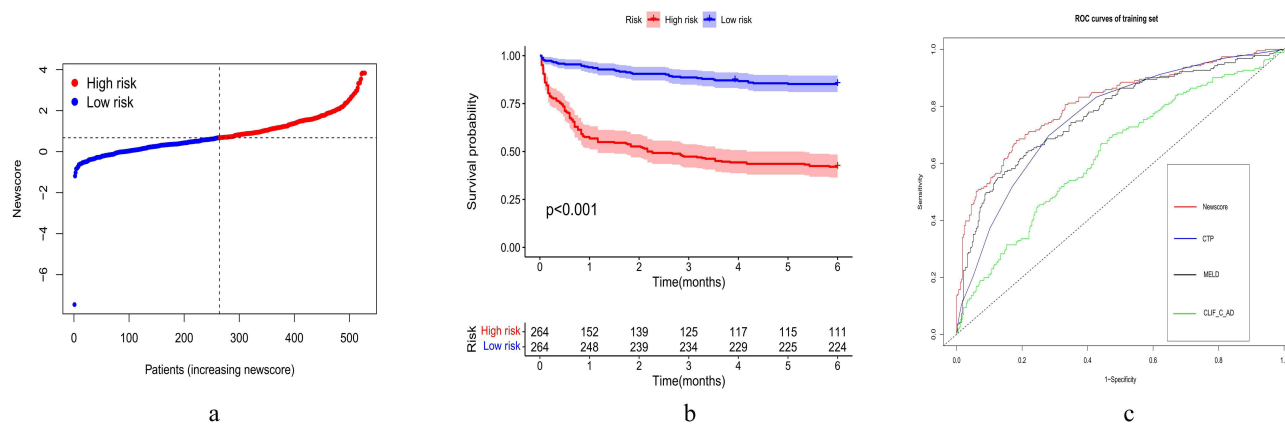 High risk
Low risk
4
2
0
−2
−4
−6
Newscore
0 100 200 300 400 500
Patients (increasing newscore)
a
Risk High risk Low risk
1.00
0.75
0.50
0.25
0.00
Survival probability
p<0.001
0 1 2 3 4 5 6
Time(months)
Risk
High risk 264 152 139 125 117 115 111
Low risk 264 248 239 234 229 225 224
0 1 2 3 4 5 6
Time(months)
b
ROC curves of training set
1.0
0.8
0.6
0.4
0.2
0.0
Sensitivity
Newscore
CTP
MELD
CLIF_C_AD
0.0 0.2 0.4 0.6 0.8
1−Specificity
c